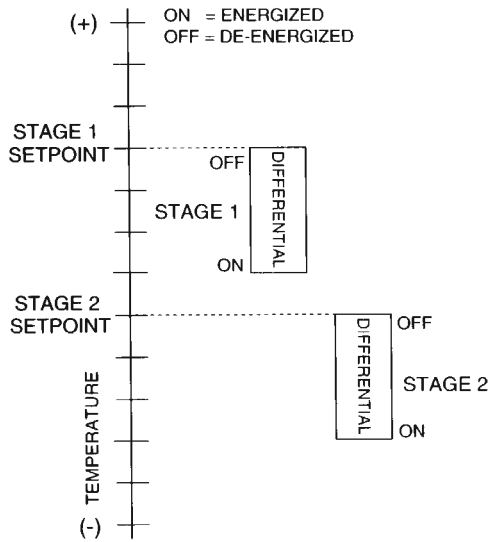 (+)
ON = ENERGIZED
OFF = DE-ENERGIZED
STAGE 1
SETPOINT
OFF
DIFFERENTIAL
STAGE 1
ON
STAGE 2
SETPOINT
DIFFERENTIAL
OFF
STAGE 2
ON
TEMPERATURE
(-)